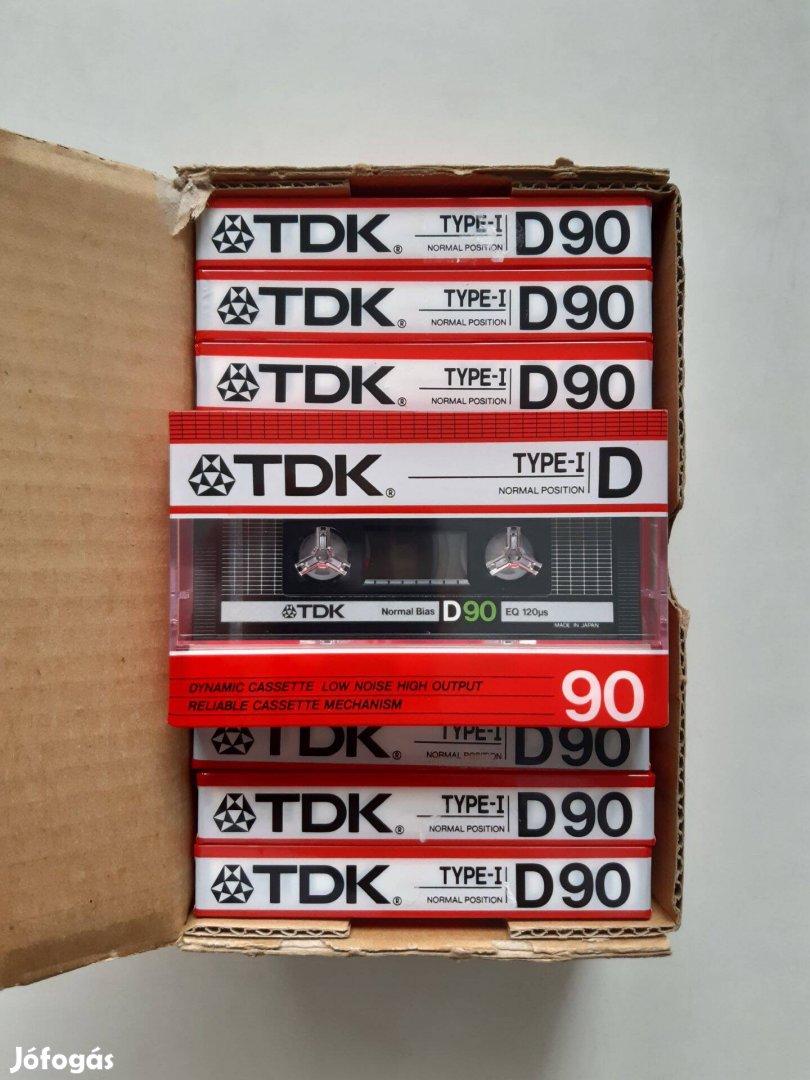 TDK® TYPE-I NORMAL POSITION D90
TDK® TYPE-I NORMAL POSITION D90
TDK® TYPE-I NORMAL POSITION D90
TDK® TYPE-I NORMAL POSITION D
TDK Normal Bias D90 EQ 120μs
MADE IN JAPAN
DYNAMIC CASSETTE LOW NOISE HIGH OUTPUT
RELIABLE CASSETTE MECHANISM
90
TDK® TYPE-I NORMAL POSITION D90
TDK® TYPE-I NORMAL POSITION D90
TDK® TYPE-I NORMAL POSITION D90
Jófogás